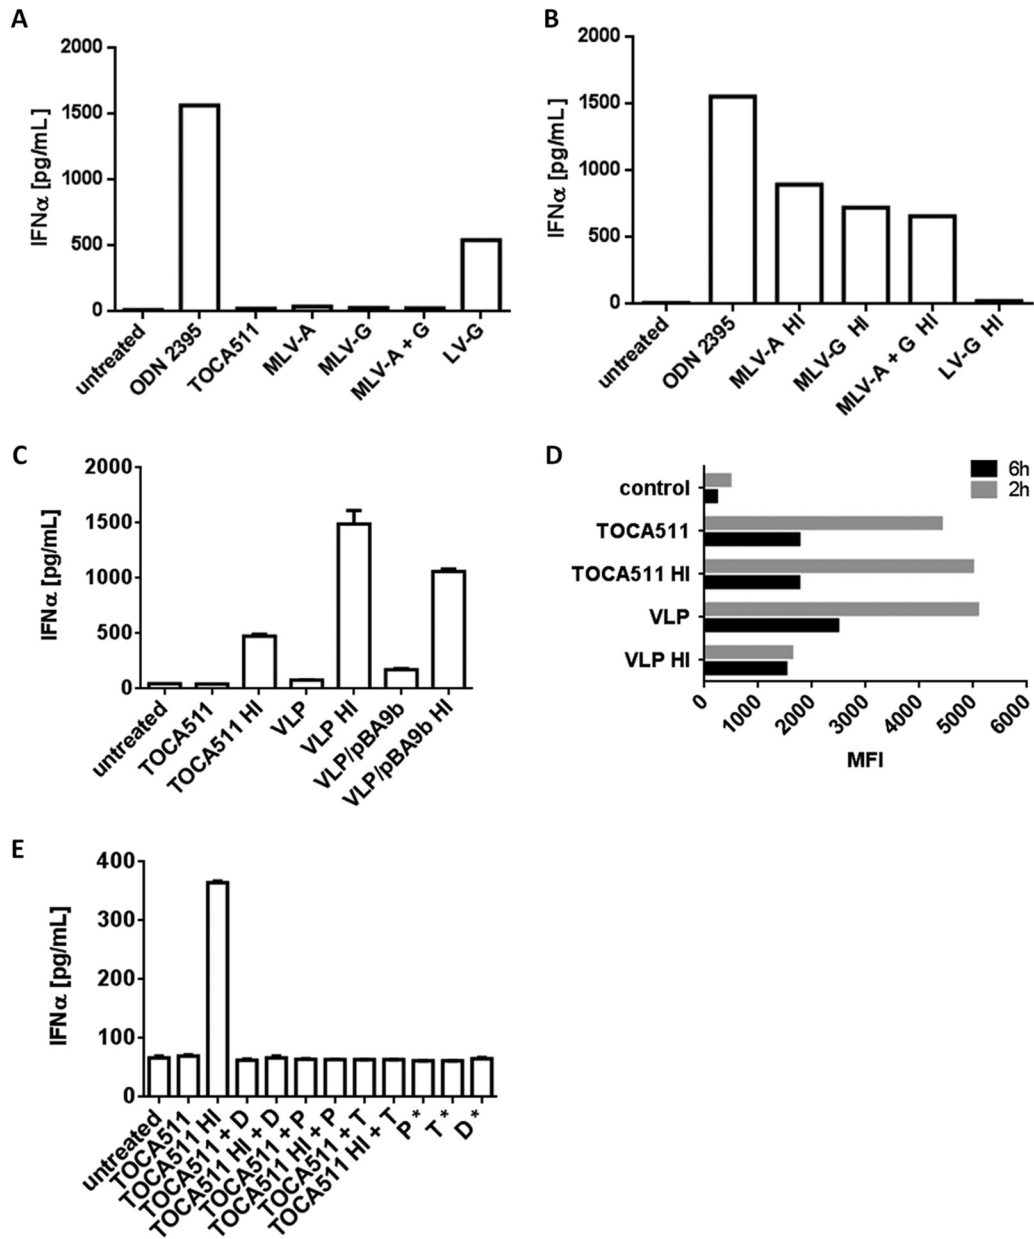 A
IFNα [pg/mL]
2000
1500
1000
500
0
untreated
ODN 2395
TOCA511
MLV-A
MLV-G
MLV-A + G
LV-G
B
IFNα [pg/mL]
2000
1500
1000
500
0
untreated
ODN 2395
MLV-A HI
MLV-G HI
MLV-A + G HI
LV-G HI
C
IFNα [pg/mL]
2000
1500
1000
500
0
untreated
TOCA511
TOCA511 HI
VLP
VLP HI
VLP/pBA9b
VLP/pBA9b HI
D
6h
2h
control
TOCA511
TOCA511 HI
VLP
VLP HI
0
1000
2000
3000
4000
5000
6000
MFI
E
IFNα [pg/mL]
400
300
200
100
0
untreated
TOCA511
TOCA511 HI
TOCA511 + D
TOCA511 HI + D
TOCA511 + P
TOCA511 HI + P
TOCA511 + T
TOCA511 HI + T
P *
T *
D *